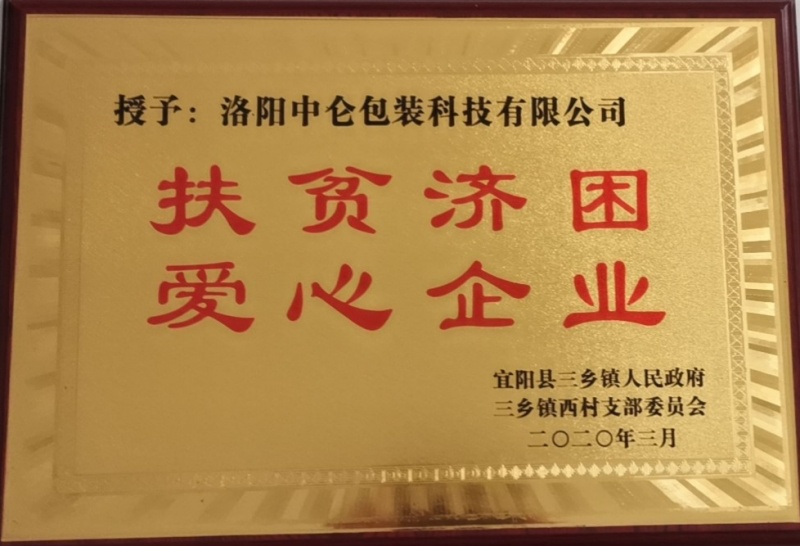 授予：洛阳中仑包装科技有限公司
扶贫济困
爱心企业
宜阳县三乡镇人民政府
三乡镇西村支部委员会
二〇二〇年三月